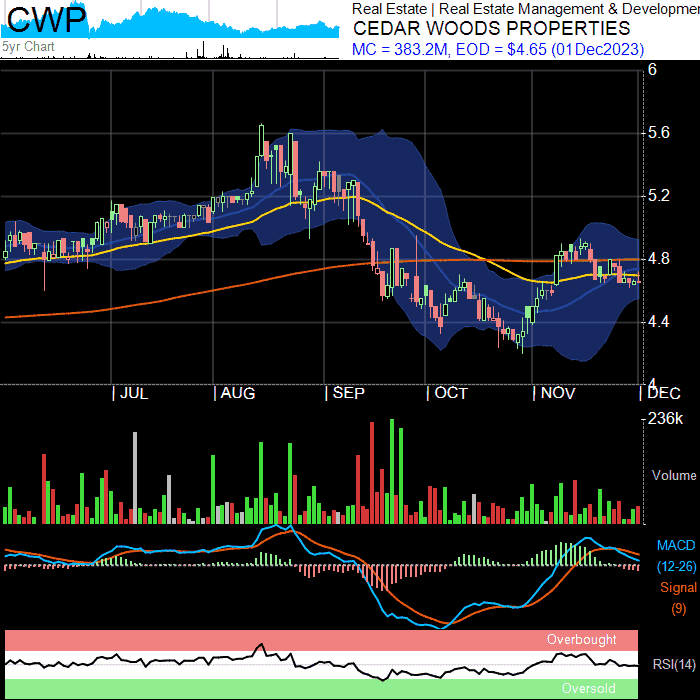 CWP
5yr Chart
Real Estate | Real Estate Management & Developmen
CEDAR WOODS PROPERTIES
MC = 383.2M, EOD = $4.65 (01Dec2023)
6
5.6
5.2
4.8
4.4
4
JUL AUG SEP OCT NOV DEC
236k
Volume
MACD
(12-26)
Signal
(9)
Overbought
RSI(14)
Oversold